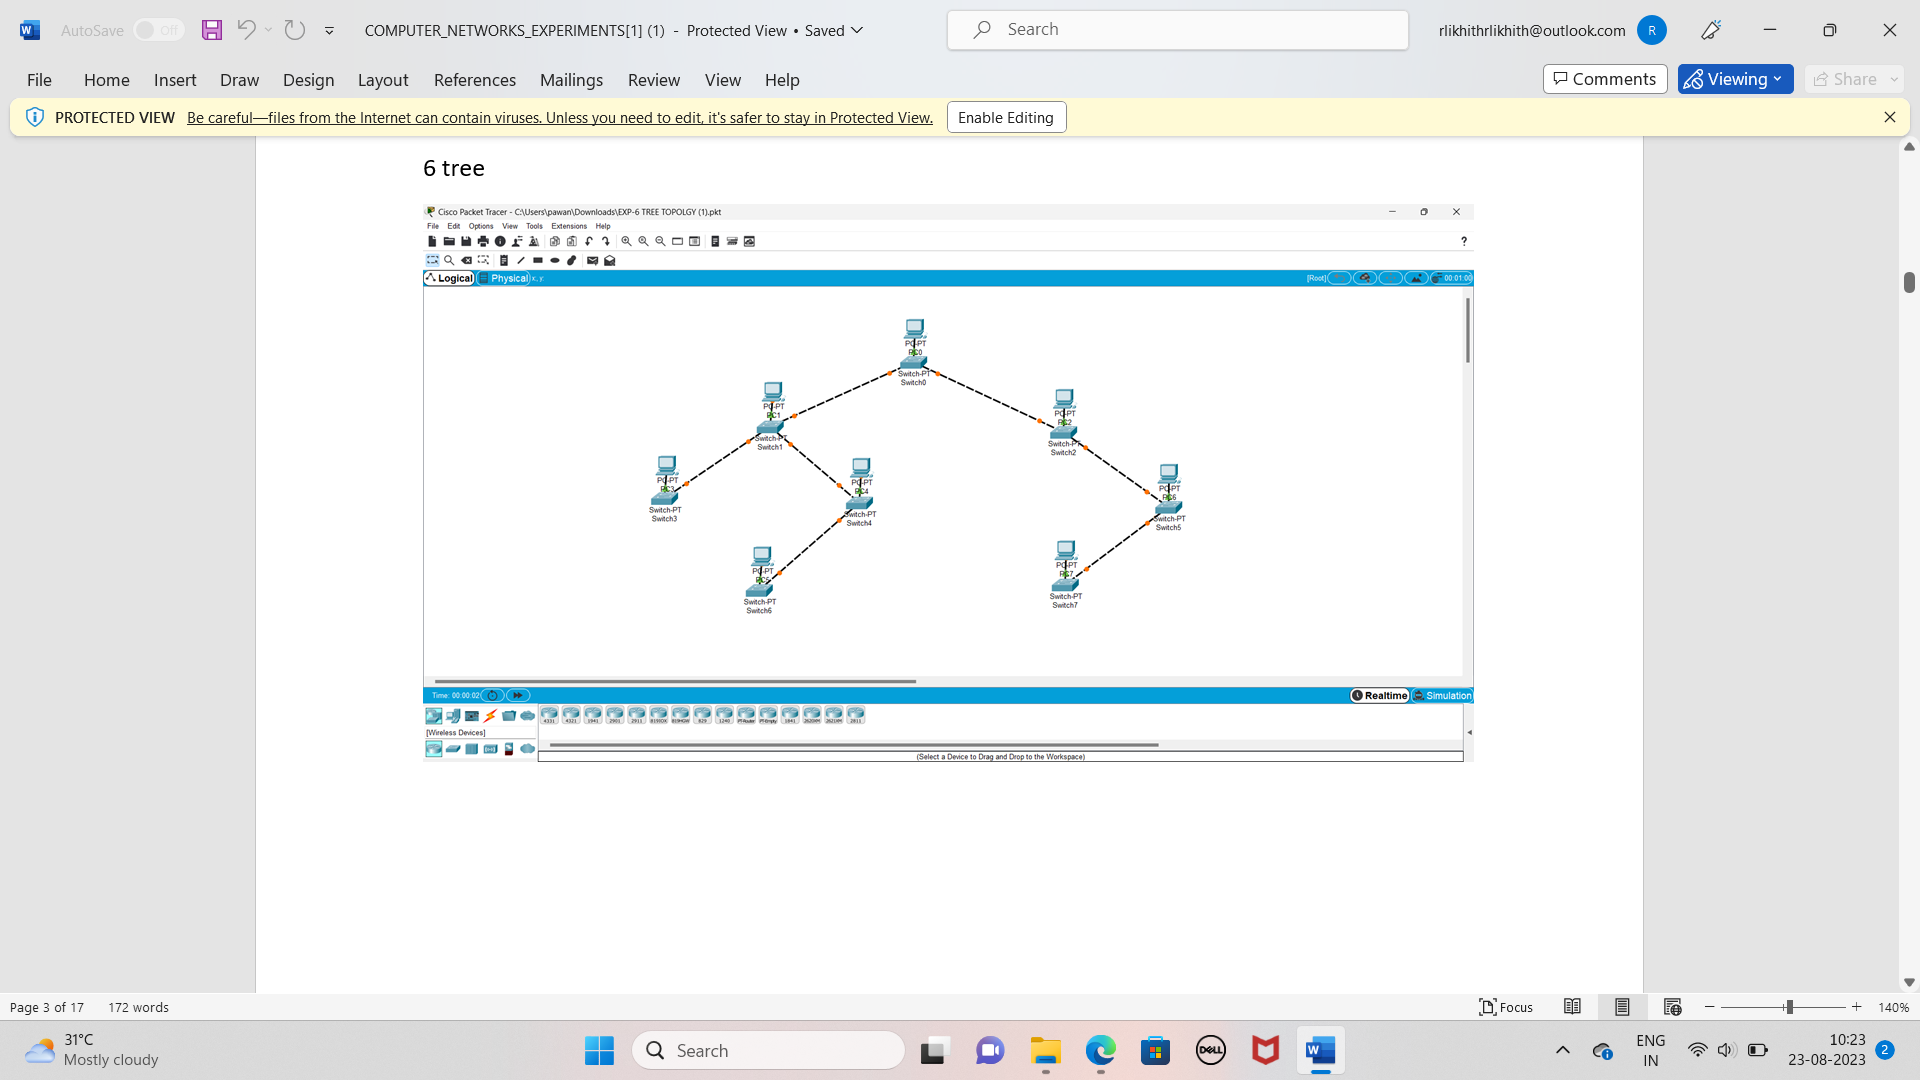 AutoSave Off COMPUTER_NETWORKS_EXPERIMENTS[1] (1) - Protected View • Saved Search rlikhithrlikhith@outlook.com R
File Home Insert Draw Design Layout References Mailings Review View Help Comments Viewing Share
PROTECTED VIEW Be careful—files from the Internet can contain viruses. Unless you need to edit, it's safer to stay in Protected View. Enable Editing
6 tree
Cisco Packet Tracer - C:\Users\pawan\Downloads\EXP-6 TREE TOPOLGY (1).pkt
File Edit Options View Tools Extensions Help
Logical Physical x, y: [Root] 00:01:00
PC-PT
PC0
Switch-PT
Switch0
PC-PT
PC1
Switch-PT
Switch1
PC-PT
PC2
Switch-PT
Switch2
PC-PT
PC3
Switch-PT
Switch3
PC-PT
PC4
Switch-PT
Switch4
PC-PT
PC6
Switch-PT
Switch5
PC-PT
PC5
Switch-PT
Switch6
PC-PT
PC7
Switch-PT
Switch7
Time: 00:00:02 Realtime Simulation
4331 4321 1941 2901 2911 819IOX 819HGW 829 1240 PT-Router PT-Empty 1841 2620XM 2621XM 2811
[Wireless Devices]
(Select a Device to Drag and Drop to the Workspace)
Page 3 of 17 172 words Focus 140%
31°C
Mostly cloudy
Search
DELL
ENG
IN
10:23
23-08-2023
2